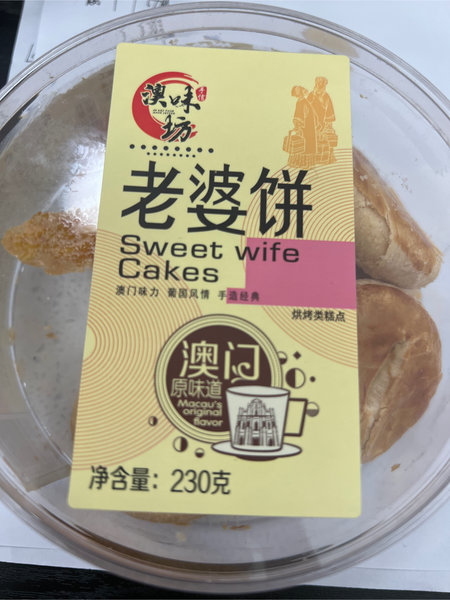 澳味坊
手信
老婆饼
Sweet wife
Cakes
澳门味力 葡国风情 手造经典
烘烤类糕点
澳门
原味道
Macau's
original
flavor
净含量: 230克